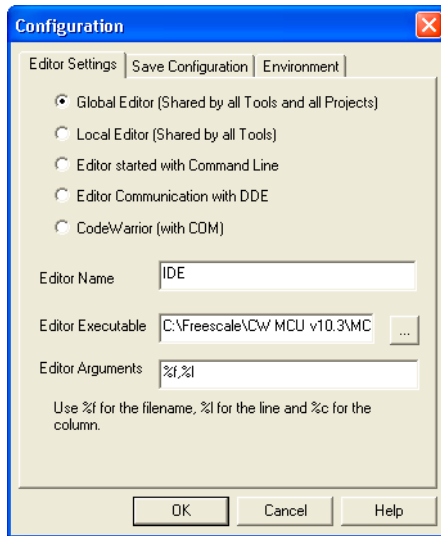 Configuration
Editor Settings Save Configuration Environment
Global Editor (Shared by all Tools and all Projects)
Local Editor (Shared by all Tools)
Editor started with Command Line
Editor Communication with DDE
CodeWarrior (with COM)
Editor Name IDE
Editor Executable C:\Freescale\CW MCU v10.3\MC ...
Editor Arguments %f,%l
Use %f for the filename, %l for the line and %c for the
column.
OK Cancel Help